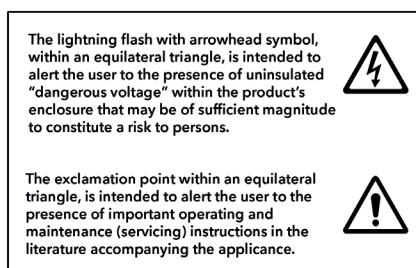 The lightning flash with arrowhead symbol,
within an equilateral triangle, is intended to
alert the user to the presence of uninsulated
“dangerous voltage” within the product’s
enclosure that may be of sufficient magnitude
to constitute a risk to persons.
The exclamation point within an equilateral
triangle, is intended to alert the user to the
presence of important operating and
maintenance (servicing) instructions in the
literature accompanying the applicance.